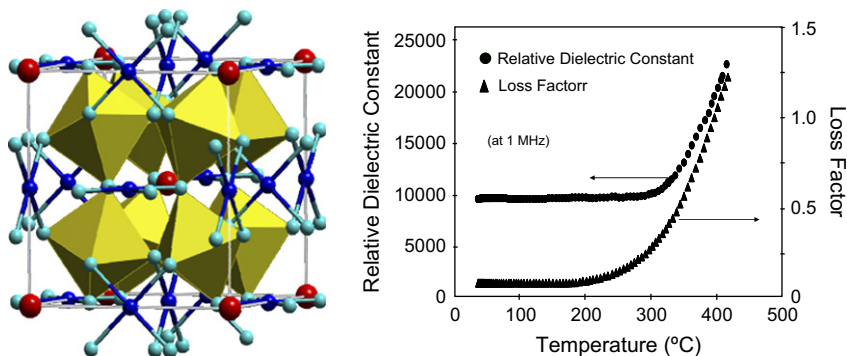 Relative Dielectric Constant
25000
20000
15000
10000
5000
0
Relative Dielectric Constant
Loss Factorr
(at 1 MHz)
1.5
1
0.5
0
Loss Factor
0
100
200
300
400
500
Temperature (ºC)